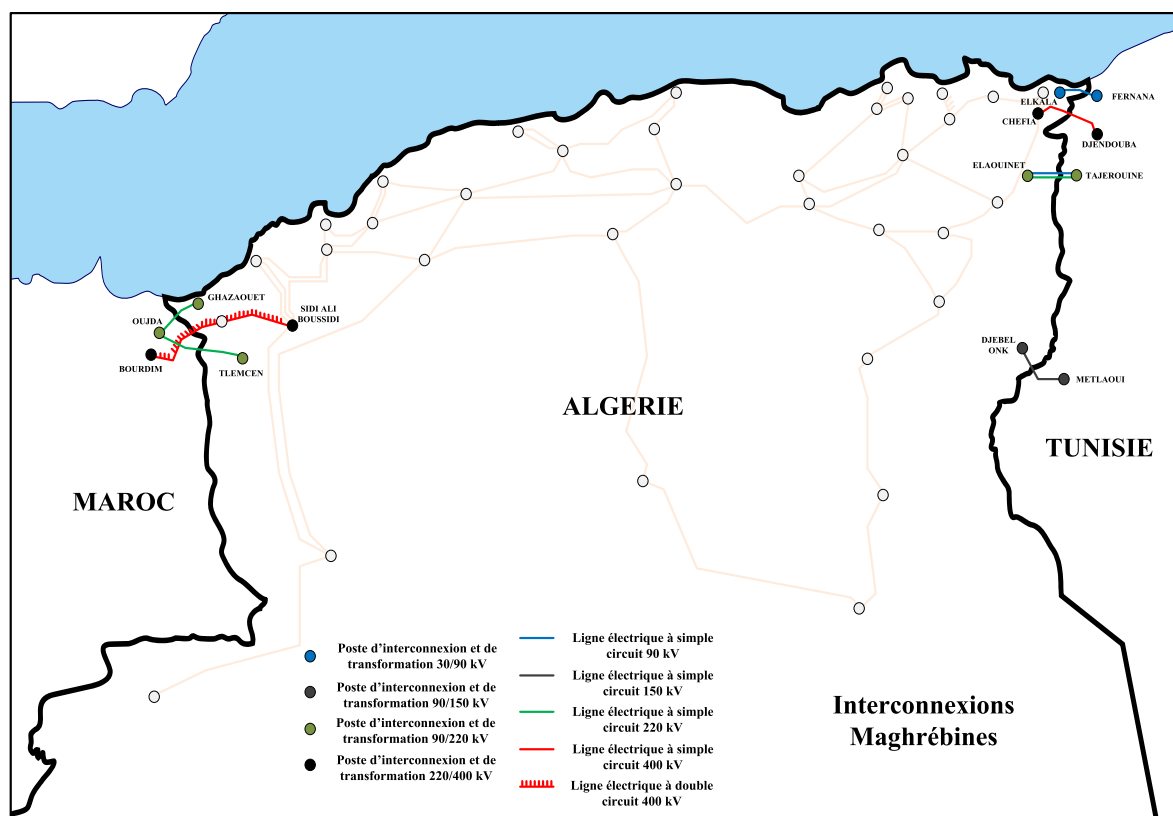 ELKALA
FERNANA
CHEFIA
DJENDOUBA
ELAOUINET
TAJEROUINE
GHAZAOUET
OUJDA
SIDI ALI
BOUSSIDI
BOURDIM
TLEMCEN
DJEBEL
ONK
METLAOUI
ALGERIE
TUNISIE
MAROC
Poste d'interconnexion et de
transformation 30/90 kV
Poste d'interconnexion et de
transformation 90/150 kV
Poste d'interconnexion et de
transformation 90/220 kV
Poste d'interconnexion et de
transformation 220/400 kV
Ligne électrique à simple
circuit 90 kV
Ligne électrique à simple
circuit 150 kV
Ligne électrique à simple
circuit 220 kV
Ligne électrique à simple
circuit 400 kV
Ligne électrique à double
circuit 400 kV
Interconnexions
Maghrébines